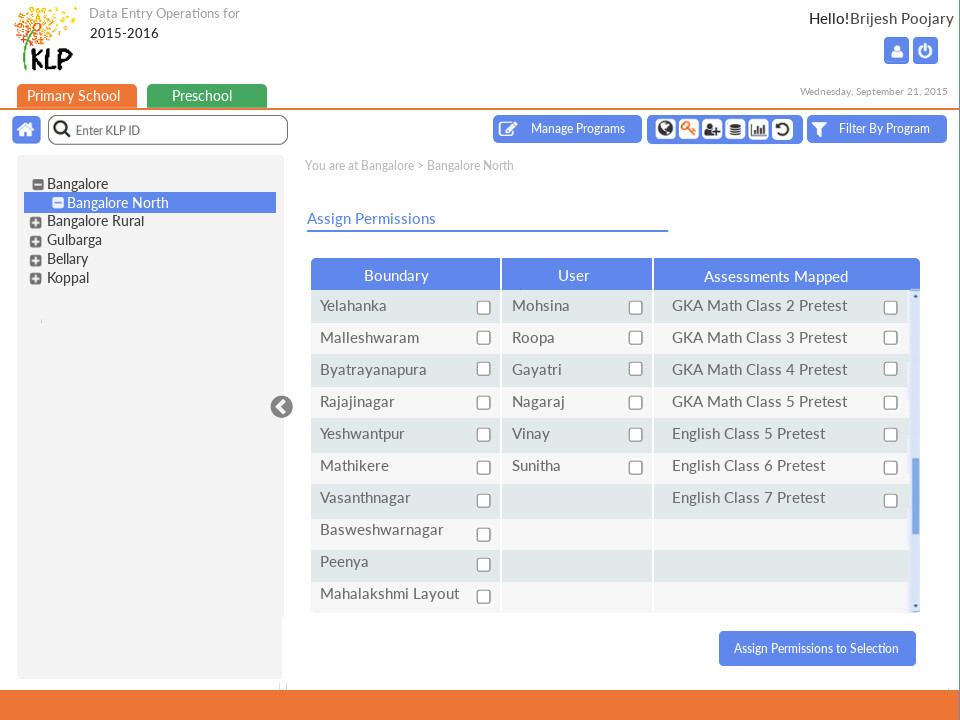 Data Entry Operations for
2015-2016
Hello!Brijesh Poojary
KLP
Primary School
Preschool
Wednesday, September 21, 2015
Enter KLP ID
Manage Programs
Filter By Program
You are at Bangalore > Bangalore North
Bangalore
Bangalore North
Bangalore Rural
Gulbarga
Bellary
Koppal
Assign Permissions
Boundary User Assessments Mapped
Yelahanka Mohsina GKA Math Class 2 Pretest
Malleshwaram Roopa GKA Math Class 3 Pretest
Byatrayanapura Gayatri GKA Math Class 4 Pretest
Rajajinagar Nagaraj GKA Math Class 5 Pretest
Yeshwantpur Vinay English Class 5 Pretest
Mathikere Sunitha English Class 6 Pretest
Vasanthnagar English Class 7 Pretest
Basweshwarnagar
Peenya
Mahalakshmi Layout
Assign Permissions to Selection